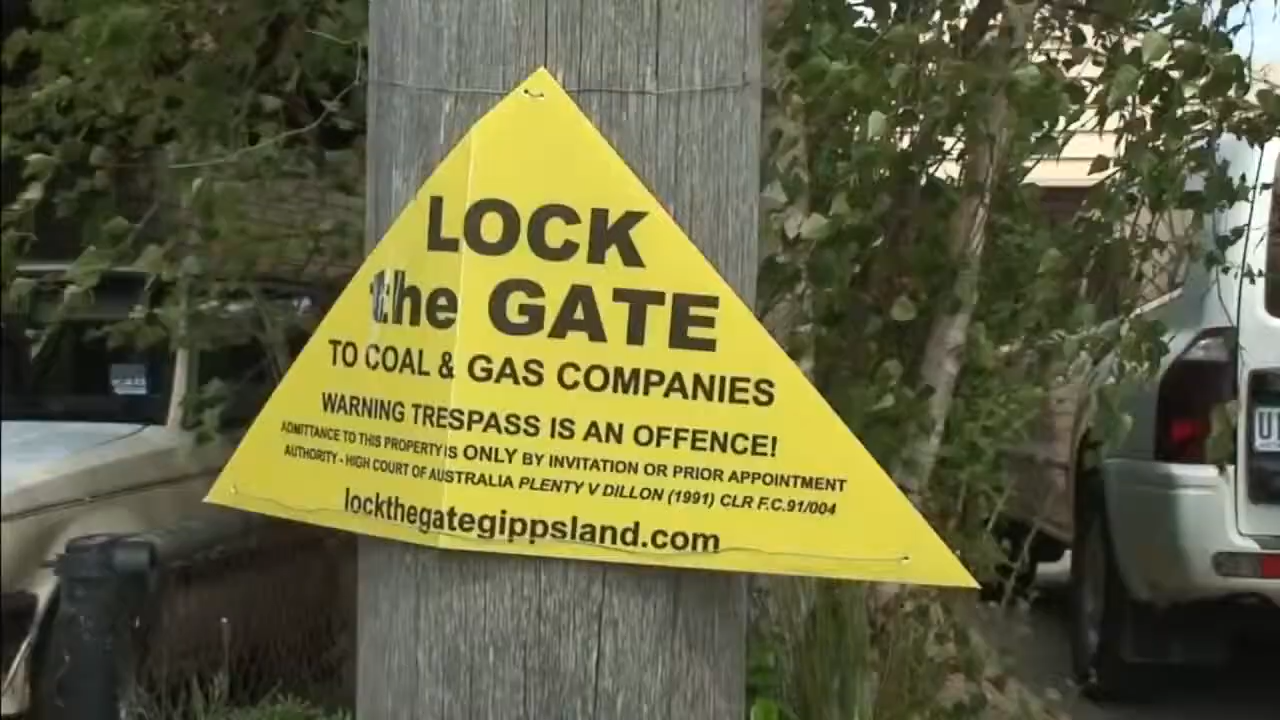 LOCK
the GATE
TO COAL & GAS COMPANIES
WARNING TRESPASS IS AN OFFENCE!
ADMITTANCE TO THIS PROPERTY IS ONLY BY INVITATION OR PRIOR APPOINTMENT
AUTHORITY - HIGH COURT OF AUSTRALIA PLENTY V DILLON (1991) CLR F.C.91/004
lockthegategippsland.com